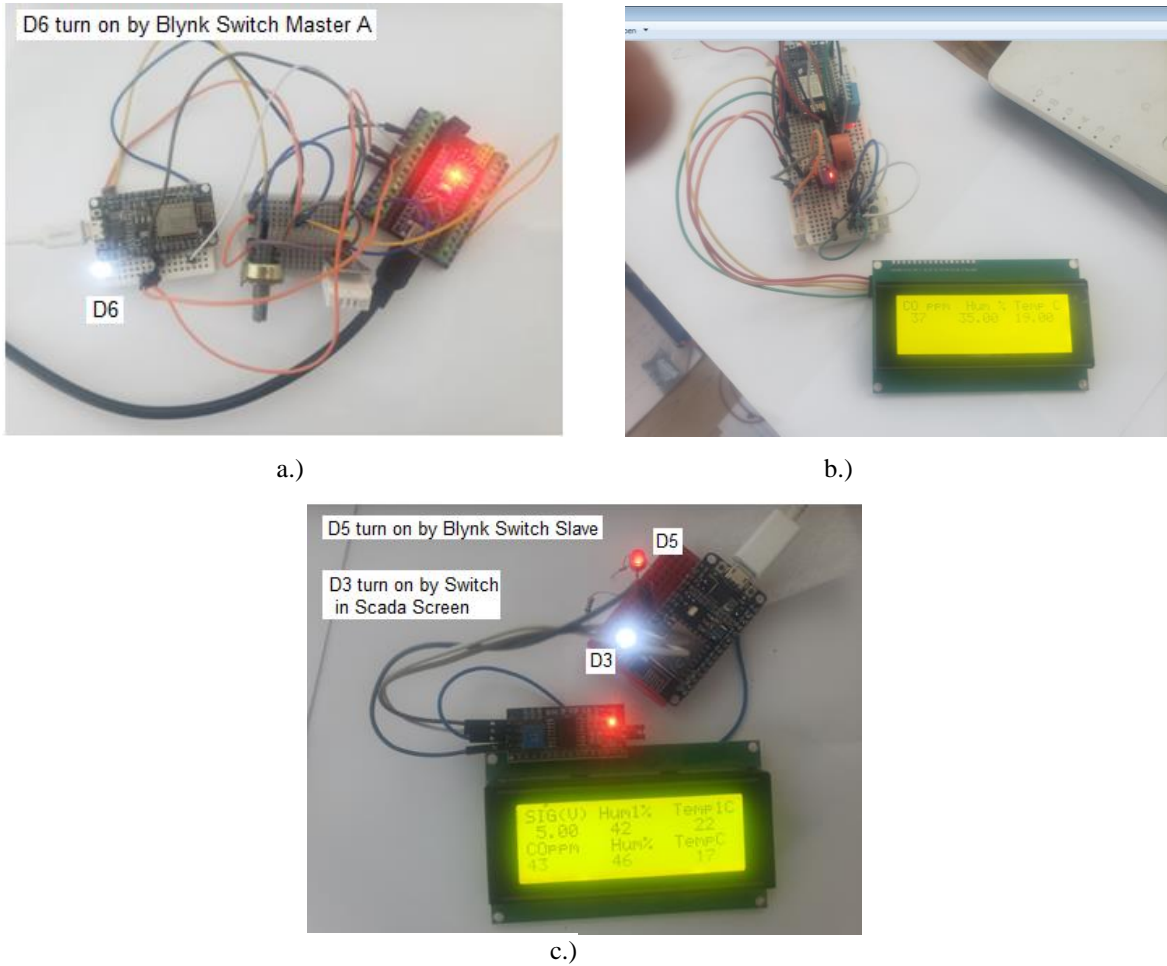 D6 turn on by Blynk Switch Master A
D6
a.)
CO ppm Hum % Temp C
37 35.00 19.00
b.)
D5 turn on by Blynk Switch Slave
D5
D3 turn on by Switch
in Scada Screen
D3
SIG(V) Hum1% Temp1C
5.00 42 22
COppm Hum% TempC
43 46 17
c.)